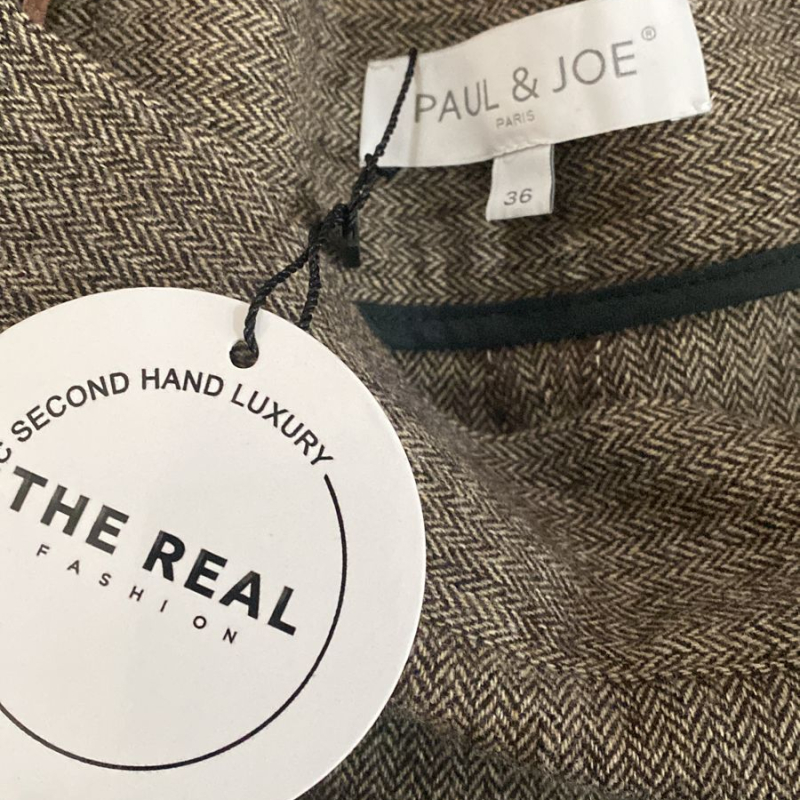 PAUL & JOE®
PARIS
36
SECOND HAND LUXURY
THE REAL
FASHION